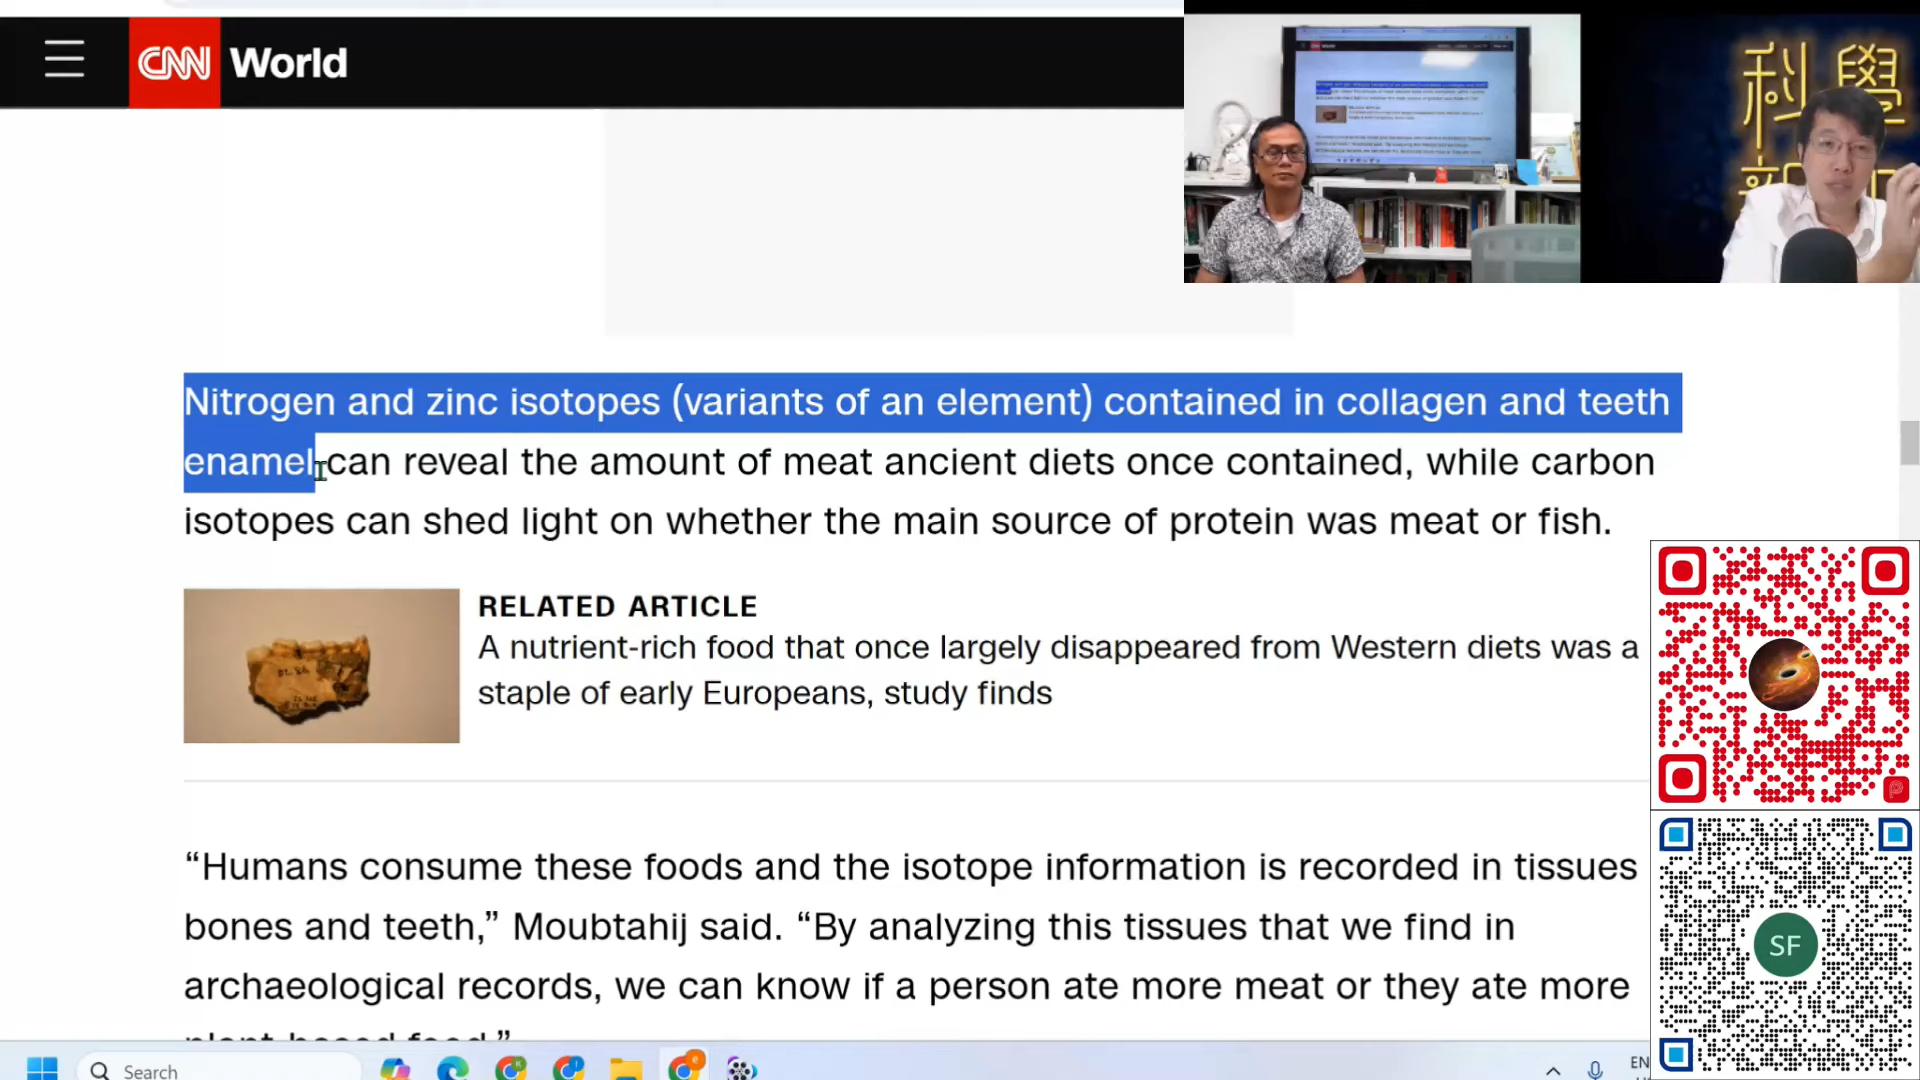 CNN World
科學
Nitrogen and zinc isotopes (variants of an element) contained in collagen and teeth
enamel can reveal the amount of meat ancient diets once contained, while carbon
isotopes can shed light on whether the main source of protein was meat or fish.
RELATED ARTICLE
A nutrient-rich food that once largely disappeared from Western diets was a
staple of early Europeans, study finds
“Humans consume these foods and the isotope information is recorded in tissues
bones and teeth,” Moubtahij said. “By analyzing this tissues that we find in
archaeological records, we can know if a person ate more meat or they ate more
plant-based food.”
SF
Search
EN